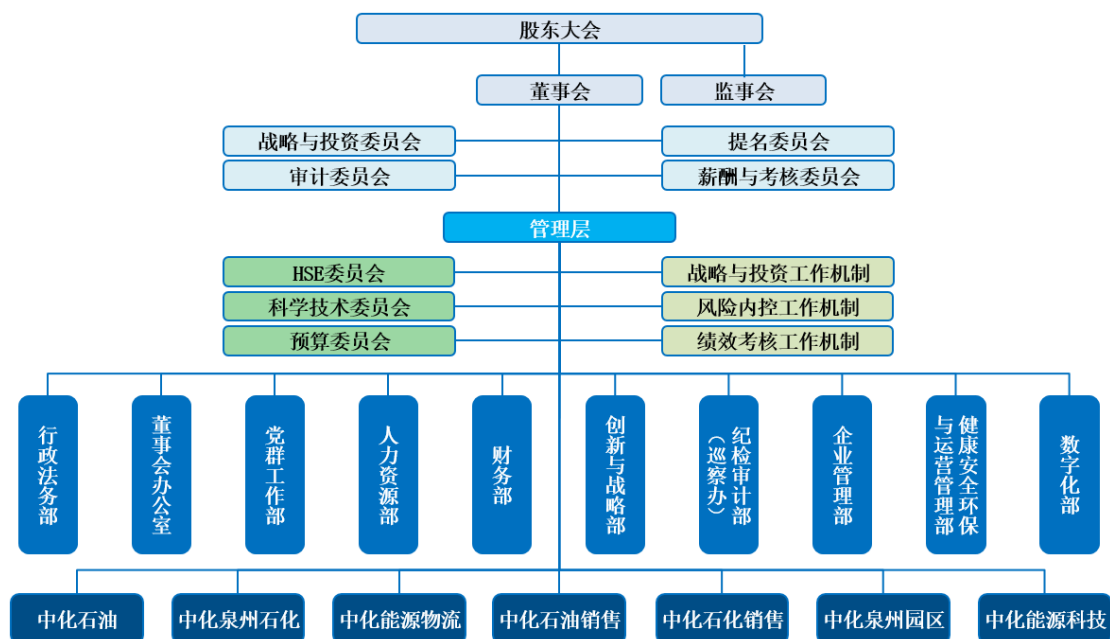 股东大会
董事会
监事会
战略与投资委员会
提名委员会
审计委员会
薪酬与考核委员会
管理层
HSE委员会
战略与投资工作机制
科学技术委员会
风险内控工作机制
预算委员会
绩效考核工作机制
行政法务部
董事会办公室
党群工作部
人力资源部
财务部
创新与战略部
纪检审计部
（巡察办）
企业管理部
健康安全环保
与运营管理部
数字化部
中化石油
中化泉州石化
中化能源物流
中化石油销售
中化石化销售
中化泉州园区
中化能源科技